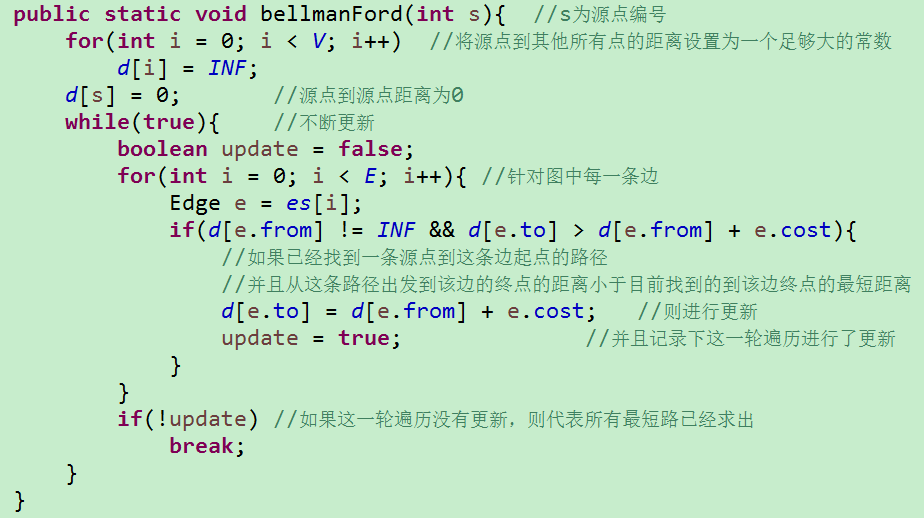 public static void bellmanFord(int s){  //s为源点编号
    for(int i = 0; i < V; i++)  //将源点到其他所有点的距离设置为一个足够大的常数
        d[i] = INF;
    d[s] = 0;       //源点到源点距离为0
    while(true){    //不断更新
        boolean update = false;
        for(int i = 0; i < E; i++){ //针对图中每一条边
            Edge e = es[i];
            if(d[e.from] != INF && d[e.to] > d[e.from] + e.cost){
                //如果已经找到一条源点到这条边起点的路径
                //并且从这条路径出发到该边的终点的距离小于目前找到的到该边终点的最短距离
                d[e.to] = d[e.from] + e.cost;   //则进行更新
                update = true;              //并且记录下这一轮遍历进行了更新
            }
        }
        if(!update) //如果这一轮遍历没有更新，则代表所有最短路已经求出
            break;
    }
}